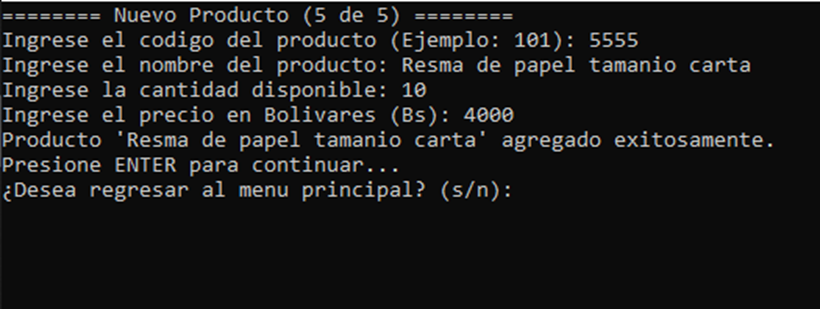 ======== Nuevo Producto (5 de 5) ========
Ingrese el codigo del producto (Ejemplo: 101): 5555
Ingrese el nombre del producto: Resma de papel tamanio carta
Ingrese la cantidad disponible: 10
Ingrese el precio en Bolivares (Bs): 4000
Producto 'Resma de papel tamanio carta' agregado exitosamente.
Presione ENTER para continuar...
¿Desea regresar al menu principal? (s/n):